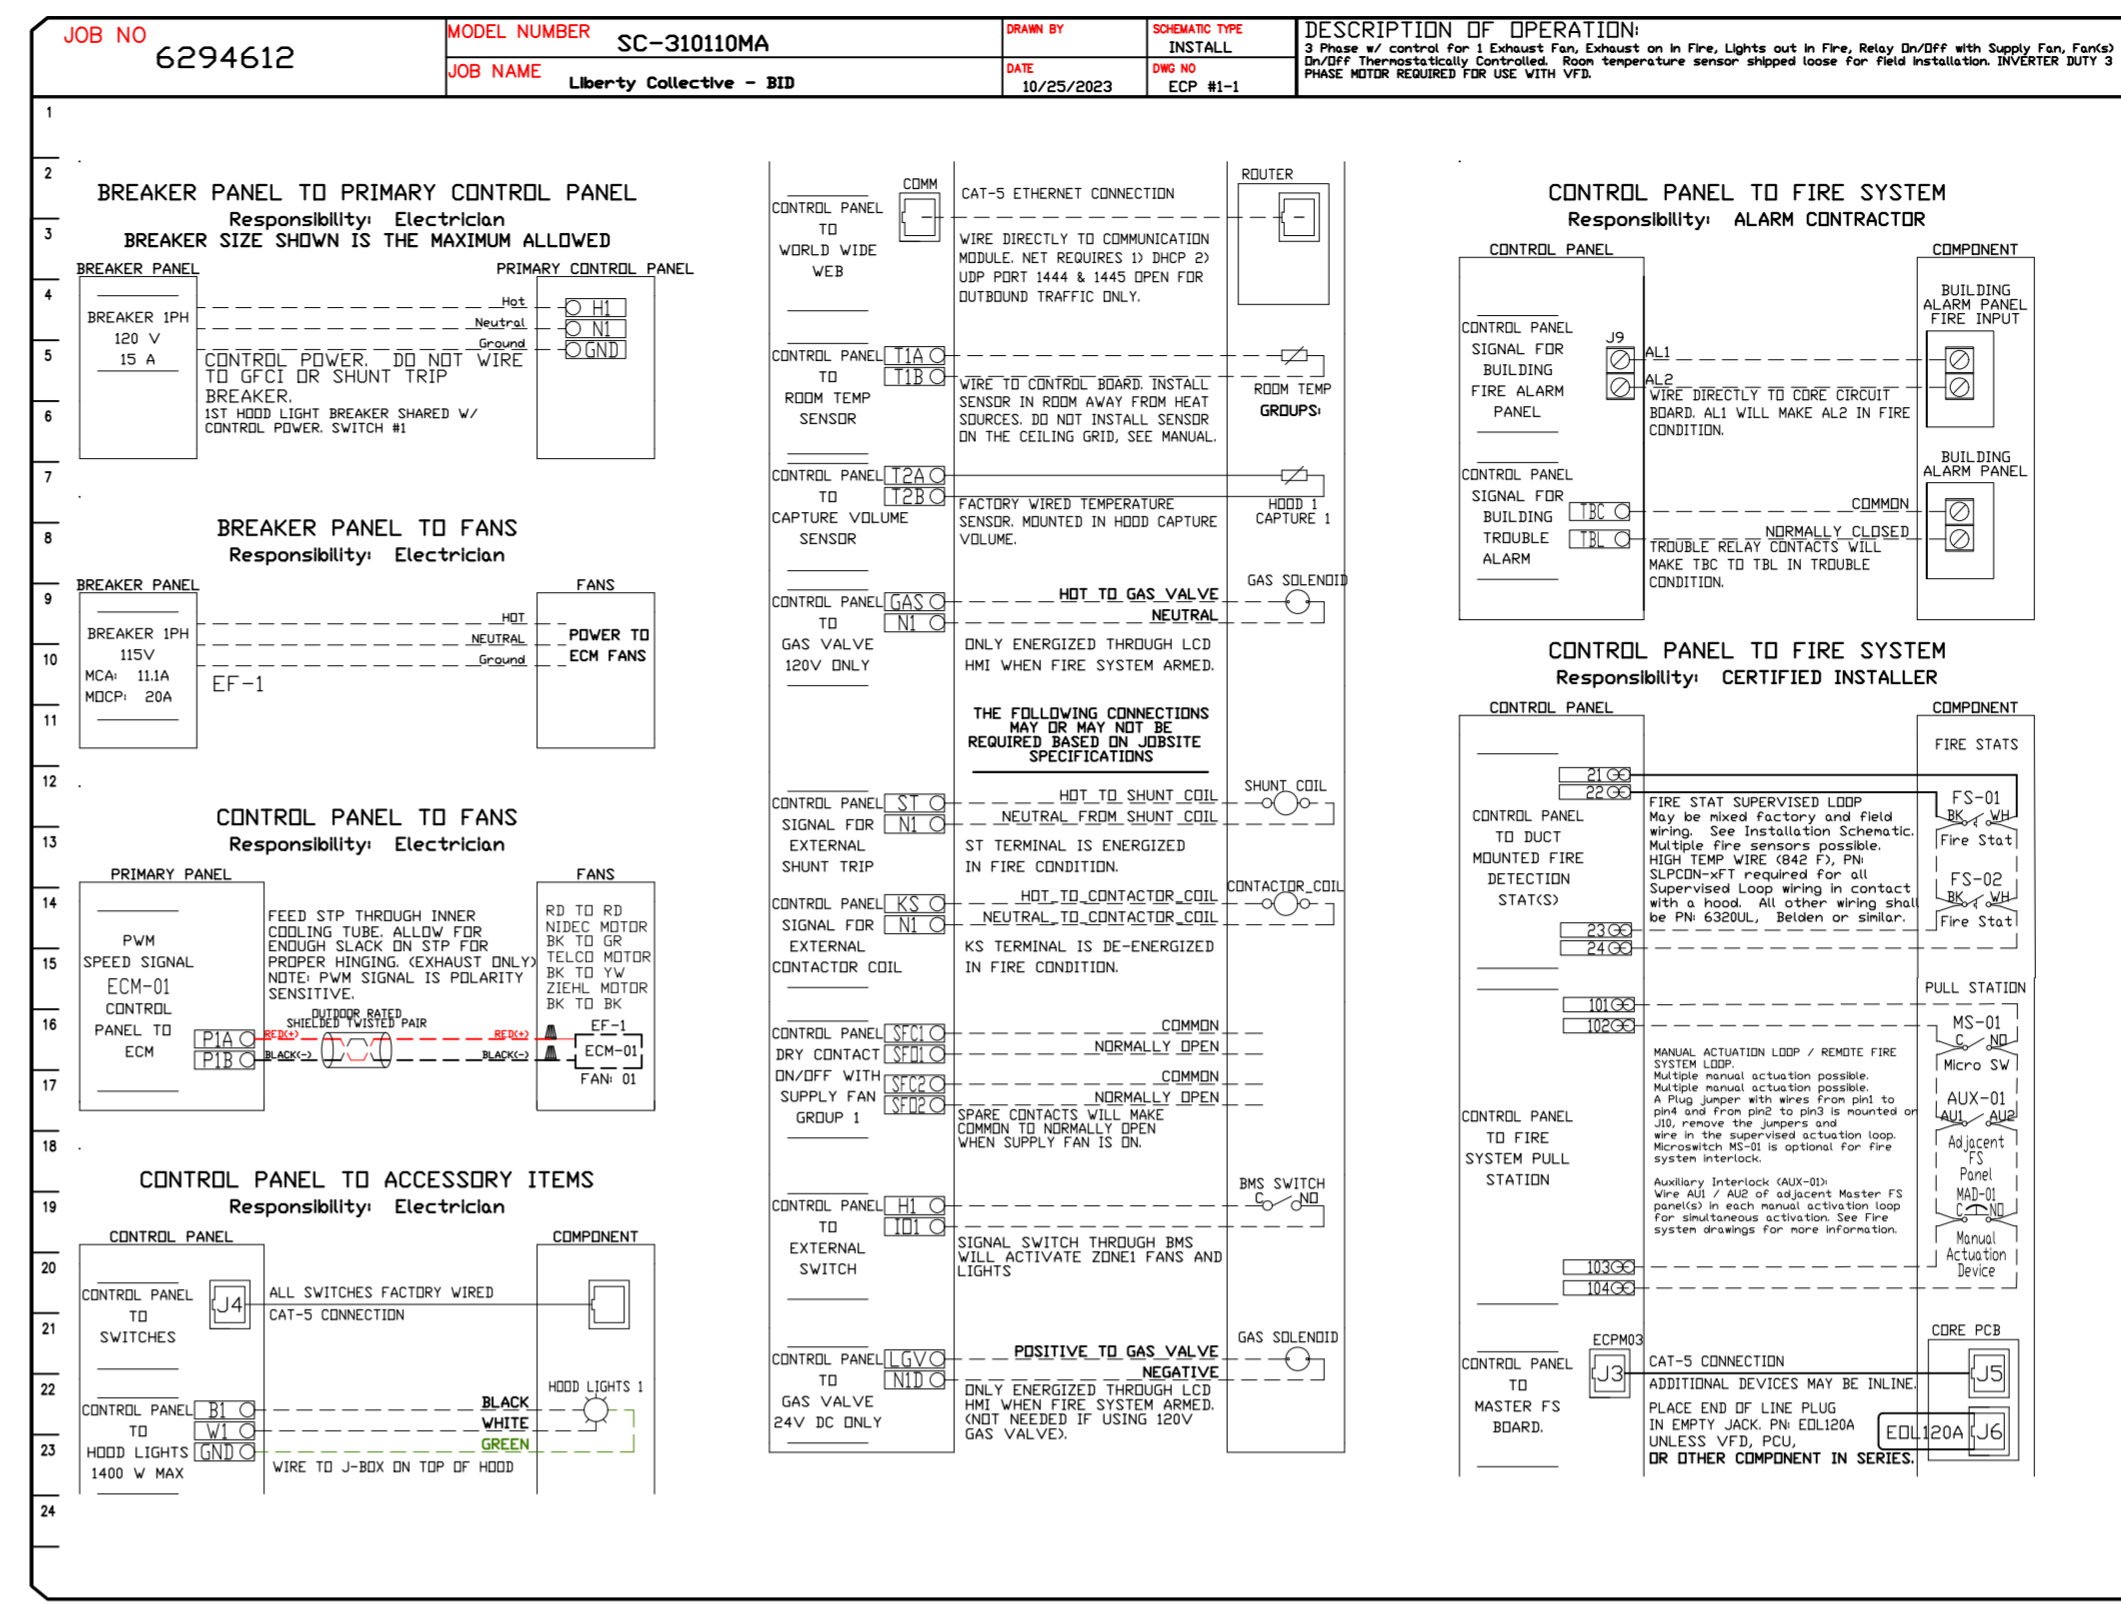 JOB NO
6294612
MODEL NUMBER
SC-310110MA
JOB NAME
Liberty Collective - BID
DRAWN BY
DATE
10/25/2023
SCHEMATIC TYPE
INSTALL
DWG NO
ECP #1-1
DESCRIPTION OF OPERATION:
3 Phase w/ control for 1 Exhaust Fan, Exhaust on in Fire, Lights out in Fire, Relay On/Off with Supply Fan, Fan(s)
On/Off Thermostatically Controlled. Room temperature sensor shipped loose for field installation. INVERTER DUTY 3
PHASE MOTOR REQUIRED FOR USE WITH VFD.
1
2
3
4
5
6
7
8
9
10
11
12
13
14
15
16
17
18
19
20
21
22
23
24
BREAKER PANEL TO PRIMARY CONTROL PANEL
Responsibility: Electrician
BREAKER SIZE SHOWN IS THE MAXIMUM ALLOWED
BREAKER PANEL
PRIMARY CONTROL PANEL
BREAKER 1PH
120 V
15 A
Hot
H1
Neutral
N1
Ground
GND
CONTROL POWER. DO NOT WIRE
TO GFCI OR SHUNT TRIP
BREAKER.
1ST HOOD LIGHT BREAKER SHARED W/
CONTROL POWER. SWITCH #1
BREAKER PANEL TO FANS
Responsibility: Electrician
BREAKER PANEL
FANS
BREAKER 1PH
115V
MCA: 11.1A
MOCP: 20A
EF-1
HOT
NEUTRAL
Ground
POWER TO
ECM FANS
CONTROL PANEL TO FANS
Responsibility: Electrician
PRIMARY PANEL
FANS
PWM
SPEED SIGNAL
ECM-01
CONTROL
PANEL TO
ECM
FEED STP THROUGH INNER
COOLING TUBE. ALLOW FOR
ENOUGH SLACK ON STP FOR
PROPER HINGING. (EXHAUST ONLY)
NOTE: PWM SIGNAL IS POLARITY
SENSITIVE.
OUTDOOR RATED
SHIELDED TWISTED PAIR
P1A
RED(+)
RED(+)
P1B
BLACK(-)
BLACK(-)
RD TO RD
NIDEC MOTOR
BK TO GR
TELCO MOTOR
BK TO YW
ZIEHL MOTOR
BK TO BK
EF-1
ECM-01
FAN: 01
CONTROL PANEL TO ACCESSORY ITEMS
Responsibility: Electrician
CONTROL PANEL
COMPONENT
CONTROL PANEL
TO
SWITCHES
J4
ALL SWITCHES FACTORY WIRED
CAT-5 CONNECTION
CONTROL PANEL
TO
HOOD LIGHTS
1400 W MAX
B1
W1
GND
BLACK
WHITE
GREEN
HOOD LIGHTS 1
WIRE TO J-BOX ON TOP OF HOOD
CONTROL PANEL
TO
WORLD WIDE
WEB
COMM
CAT-5 ETHERNET CONNECTION
ROUTER
WIRE DIRECTLY TO COMMUNICATION
MODULE. NET REQUIRES 1) DHCP 2)
UDP PORT 1444 & 1445 OPEN FOR
OUTBOUND TRAFFIC ONLY.
CONTROL PANEL
TO
ROOM TEMP
SENSOR
T1A
T1B
WIRE TO CONTROL BOARD. INSTALL
SENSOR IN ROOM AWAY FROM HEAT
SOURCES. DO NOT INSTALL SENSOR
ON THE CEILING GRID, SEE MANUAL.
ROOM TEMP
GROUPS:
CONTROL PANEL
TO
CAPTURE VOLUME
SENSOR
T2A
T2B
FACTORY WIRED TEMPERATURE
SENSOR. MOUNTED IN HOOD CAPTURE
VOLUME.
HOOD 1
CAPTURE 1
CONTROL PANEL
TO
GAS VALVE
120V ONLY
GAS
N1
HOT TO GAS VALVE
NEUTRAL
GAS SOLENOID
ONLY ENERGIZED THROUGH LCD
HMI WHEN FIRE SYSTEM ARMED.
THE FOLLOWING CONNECTIONS
MAY OR MAY NOT BE
REQUIRED BASED ON JOBSITE
SPECIFICATIONS
CONTROL PANEL
SIGNAL FOR
EXTERNAL
SHUNT TRIP
ST
N1
HOT TO SHUNT COIL
NEUTRAL FROM SHUNT COIL
SHUNT COIL
ST TERMINAL IS ENERGIZED
IN FIRE CONDITION.
CONTROL PANEL
SIGNAL FOR
EXTERNAL
CONTACTOR COIL
KS
N1
HOT TO CONTACTOR COIL
NEUTRAL TO CONTACTOR COIL
CONTACTOR COIL
KS TERMINAL IS DE-ENERGIZED
IN FIRE CONDITION.
CONTROL PANEL
DRY CONTACT
ON/OFF WITH
SUPPLY FAN
GROUP 1
SFC1
SFO1
SFC2
SFO2
COMMON
NORMALLY OPEN
COMMON
NORMALLY OPEN
SPARE CONTACTS WILL MAKE
COMMON TO NORMALLY OPEN
WHEN SUPPLY FAN IS ON.
CONTROL PANEL
TO
EXTERNAL
SWITCH
H1
IO1
BMS SWITCH
C NO
SIGNAL SWITCH THROUGH BMS
WILL ACTIVATE ZONE1 FANS AND
LIGHTS
CONTROL PANEL
TO
GAS VALVE
24V DC ONLY
LGV
N1D
POSITIVE TO GAS VALVE
NEGATIVE
GAS SOLENOID
ONLY ENERGIZED THROUGH LCD
HMI WHEN FIRE SYSTEM ARMED.
(NOT NEEDED IF USING 120V
GAS VALVE).
CONTROL PANEL TO FIRE SYSTEM
Responsibility: ALARM CONTRACTOR
CONTROL PANEL
COMPONENT
CONTROL PANEL
SIGNAL FOR
BUILDING
FIRE ALARM
PANEL
J9
AL1
AL2
WIRE DIRECTLY TO CORE CIRCUIT
BOARD. AL1 WILL MAKE AL2 IN FIRE
CONDITION.
BUILDING
ALARM PANEL
FIRE INPUT
CONTROL PANEL
SIGNAL FOR
BUILDING
TROUBLE
ALARM
TBC
TBL
COMMON
NORMALLY CLOSED
TROUBLE RELAY CONTACTS WILL
MAKE TBC TO TBL IN TROUBLE
CONDITION.
BUILDING
ALARM PANEL
CONTROL PANEL TO FIRE SYSTEM
Responsibility: CERTIFIED INSTALLER
CONTROL PANEL
COMPONENT
CONTROL PANEL
TO DUCT
MOUNTED FIRE
DETECTION
STAT(S)
21
22
23
24
FIRE STAT SUPERVISED LOOP
May be mixed factory and field
wiring. See Installation Schematic.
Multiple fire sensors possible.
HIGH TEMP WIRE (842 F), PN:
SLPCON-xFT required for all
Supervised Loop wiring in contact
with a hood. All other wiring shall
be PN: 6320UL, Belden or similar.
FIRE STATS
FS-01
BK WH
Fire Stat
FS-02
BK WH
Fire Stat
CONTROL PANEL
TO FIRE
SYSTEM PULL
STATION
101
102
103
104
MANUAL ACTUATION LOOP / REMOTE FIRE
SYSTEM LOOP.
Multiple manual actuation possible.
Multiple manual actuation possible.
A Plug jumper with wires from pin1 to
pin4 and from pin2 to pin3 is mounted on
J10, remove the jumpers and
wire in the supervised actuation loop.
Microswitch MS-01 is optional for fire
system interlock.
Auxiliary Interlock (AUX-01):
Wire AU1 / AU2 of adjacent Master FS
panel(s) in each manual activation loop
for simultaneous activation. See Fire
system drawings for more information.
PULL STATION
MS-01
C NO
Micro SW
AUX-01
AU1 AU2
Adjacent
FS
Panel
MAD-01
C NO
Manual
Actuation
Device
CONTROL PANEL
TO
MASTER FS
BOARD.
ECPM03
J3
CAT-5 CONNECTION
ADDITIONAL DEVICES MAY BE INLINE.
PLACE END OF LINE PLUG
IN EMPTY JACK. PN: EOL120A
UNLESS VFD, PCU,
OR OTHER COMPONENT IN SERIES.
CORE PCB
J5
EOL120A
J6